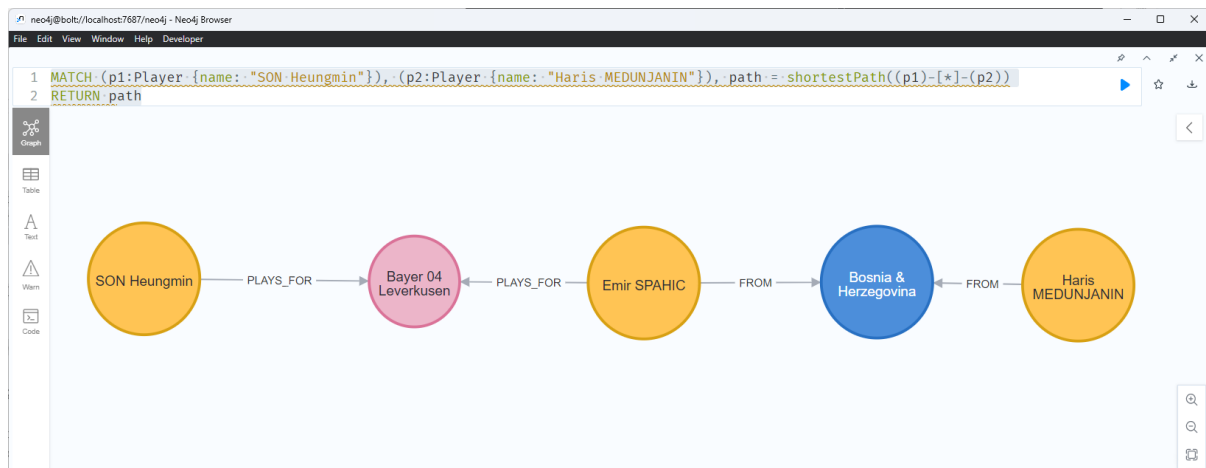 neo4j@bolt://localhost:7687/neo4j - Neo4j Browser
File Edit View Window Help Developer
1 MATCH (p1:Player {name: "SON Heungmin"}), (p2:Player {name: "Haris MEDUNJANIN"}), path = shortestPath((p1)-[*]-(p2))
2 RETURN path
Graph
Table
Text
Warn
Code
SON Heungmin
PLAYS_FOR
Bayer 04
Leverkusen
PLAYS_FOR
Emir SPAHIC
FROM
Bosnia &
Herzegovina
FROM
Haris
MEDUNJANIN